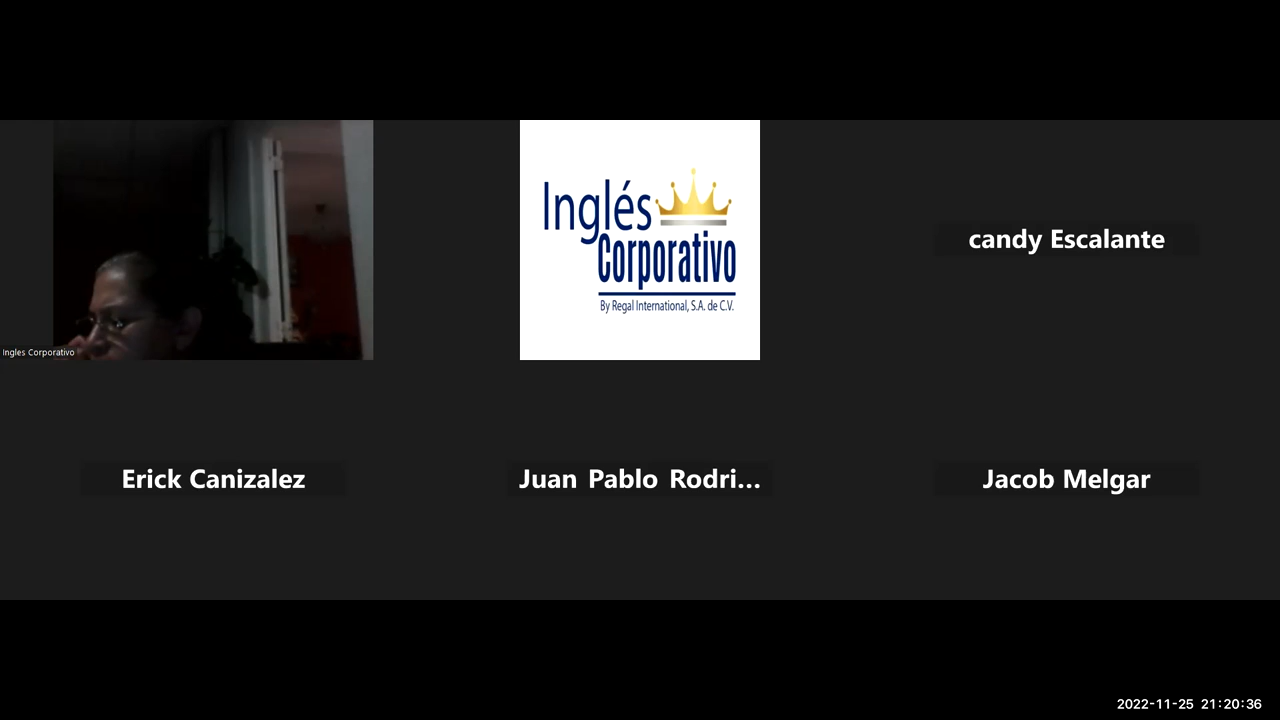 Ingles Corporativo
Inglés
Corporativo
By Regal International, S.A. de C.V.
candy Escalante
Erick Canizalez
Juan Pablo Rodri...
Jacob Melgar
2022-11-25 21:20:36